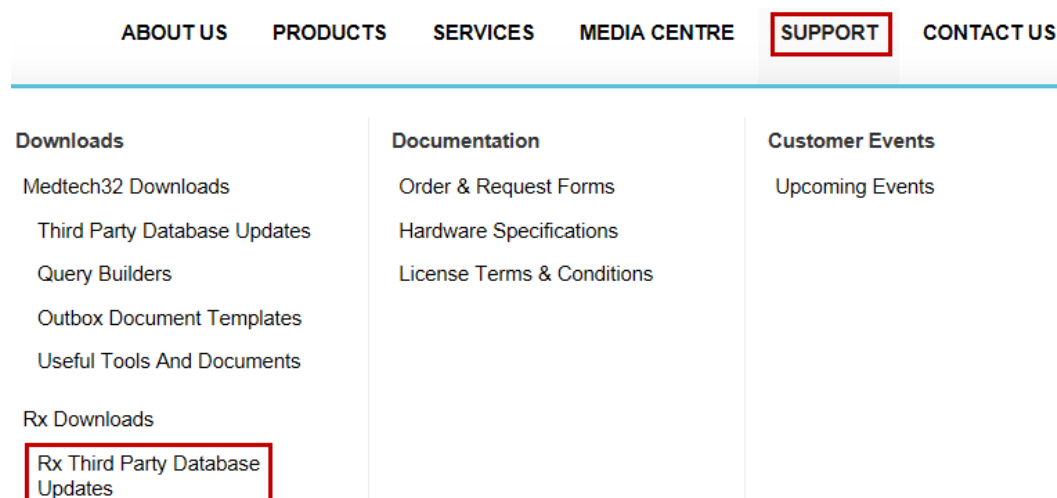 ABOUT US PRODUCTS SERVICES MEDIA CENTRE SUPPORT CONTACT US
Downloads
Medtech32 Downloads
Third Party Database Updates
Query Builders
Outbox Document Templates
Useful Tools And Documents
Rx Downloads
Rx Third Party Database
Updates
Documentation
Order & Request Forms
Hardware Specifications
License Terms & Conditions
Customer Events
Upcoming Events